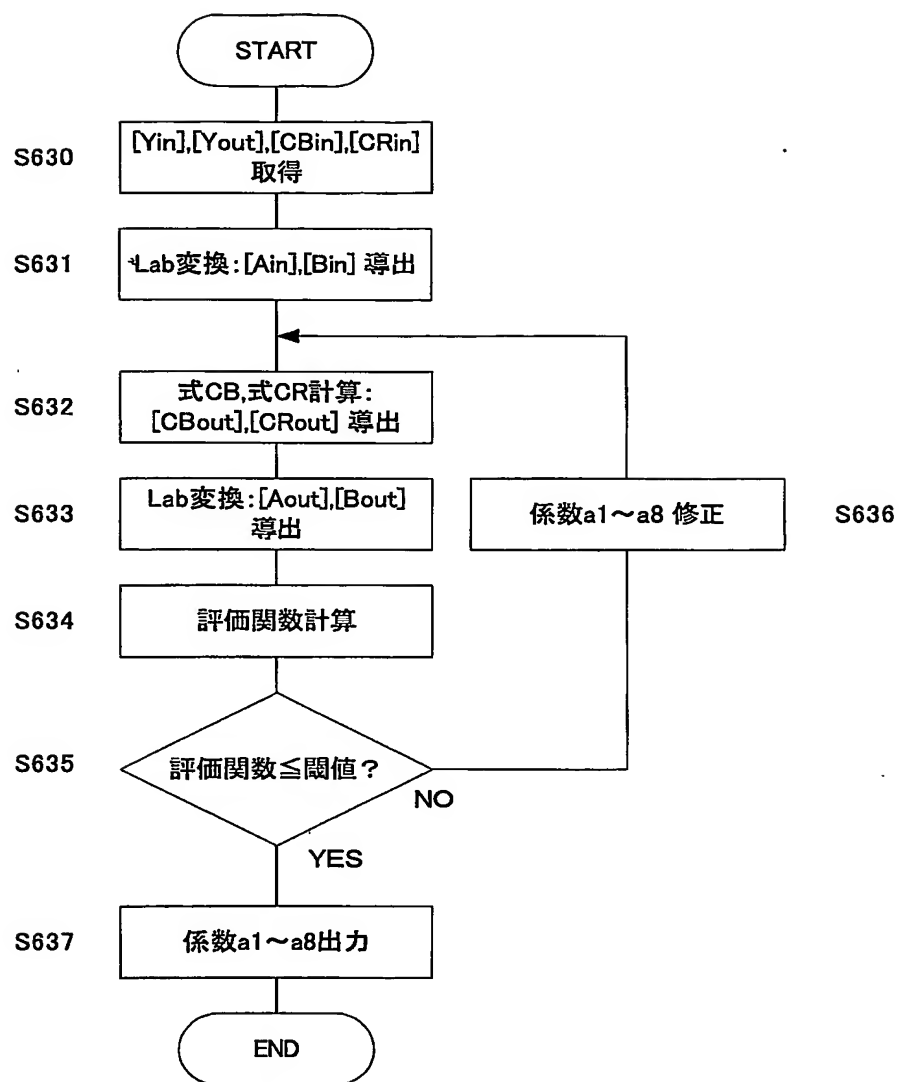 START
S630
[Yin],[Yout],[CBin],[CRin]
取得
S631
Lab変換:[Ain],[Bin] 導出
S632
式CB,式CR計算:
[CBout],[CRout] 導出
S633
Lab変換:[Aout],[Bout]
導出
係数a1～a8 修正
S636
S634
評価関数計算
S635
評価関数≦閾値？
NO
YES
S637
係数a1～a8出力
END